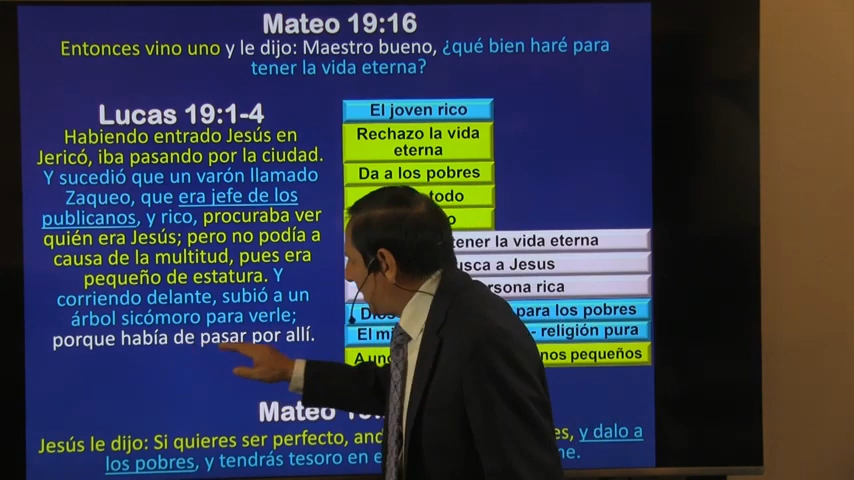 Mateo 19:16
Entonces vino uno y le dijo: Maestro bueno, ¿qué bien haré para
tener la vida eterna?
Lucas 19:1-4
Habiendo entrado Jesús en
Jericó, iba pasando por la ciudad.
Y sucedió que un varón llamado
Zaqueo, que era jefe de los
publicanos, y rico, procuraba ver
quién era Jesús; pero no podía a
causa de la multitud, pues era
pequeño de estatura. Y
corriendo delante, subió a un
árbol sicómoro para verle;
porque había de pasar por allí.
El joven rico
Rechazo la vida
eterna
Da a los pobres
todo
tener la vida eterna
a Jesus
rica
para los pobres
El - religión pura
pequeños
Mateo
Jesús le dijo: Si quieres ser perfecto, y dalo a
los pobres, y tendrás tesoro en